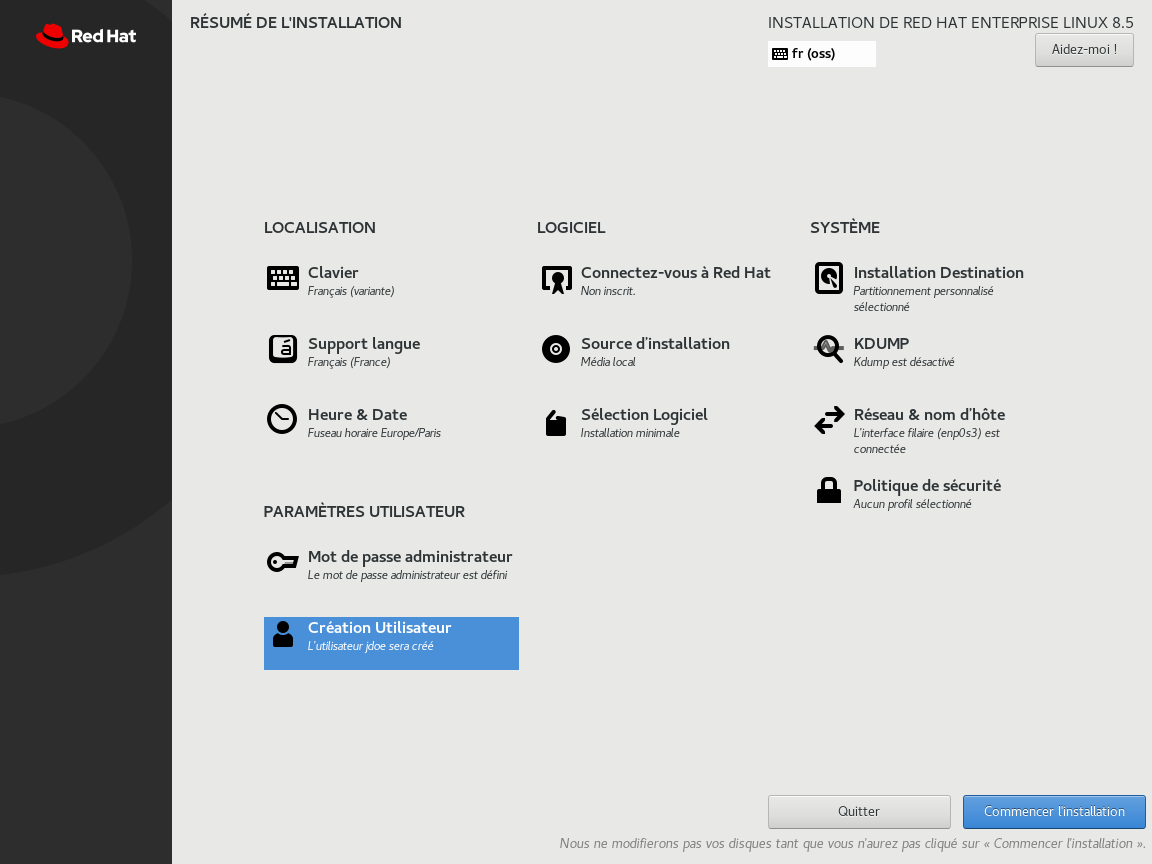 Red Hat
RÉSUMÉ DE L'INSTALLATION
INSTALLATION DE RED HAT ENTERPRISE LINUX 8.5
fr (oss)
Aidez-moi !
LOCALISATION
Clavier
Français (variante)
Support langue
Français (France)
Heure & Date
Fuseau horaire Europe/Paris
LOGICIEL
Connectez-vous à Red Hat
Non inscrit.
Source d'installation
Média local
Sélection Logiciel
Installation minimale
SYSTÈME
Installation Destination
Partitionnement personnalisé
sélectionné
KDUMP
Kdump est désactivé
Réseau & nom d'hôte
L'interface filaire (enp0s3) est
connectée
Politique de sécurité
Aucun profil sélectionné
PARAMÈTRES UTILISATEUR
Mot de passe administrateur
Le mot de passe administrateur est défini
Création Utilisateur
L'utilisateur jdoe sera créé
Quitter
Commencer l'installation
Nous ne modifierons pas vos disques tant que vous n'aurez pas cliqué sur « Commencer l'installation ».